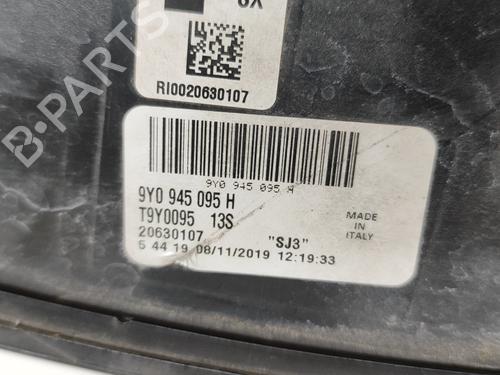 RI0020630107
9Y0 945 095 H
9Y0 945 095 H
T9Y0095 13S
20630107 "SJ3"
5 44 19 08/11/2019 12:19:33
MADE
IN
ITALY
B-PARTS